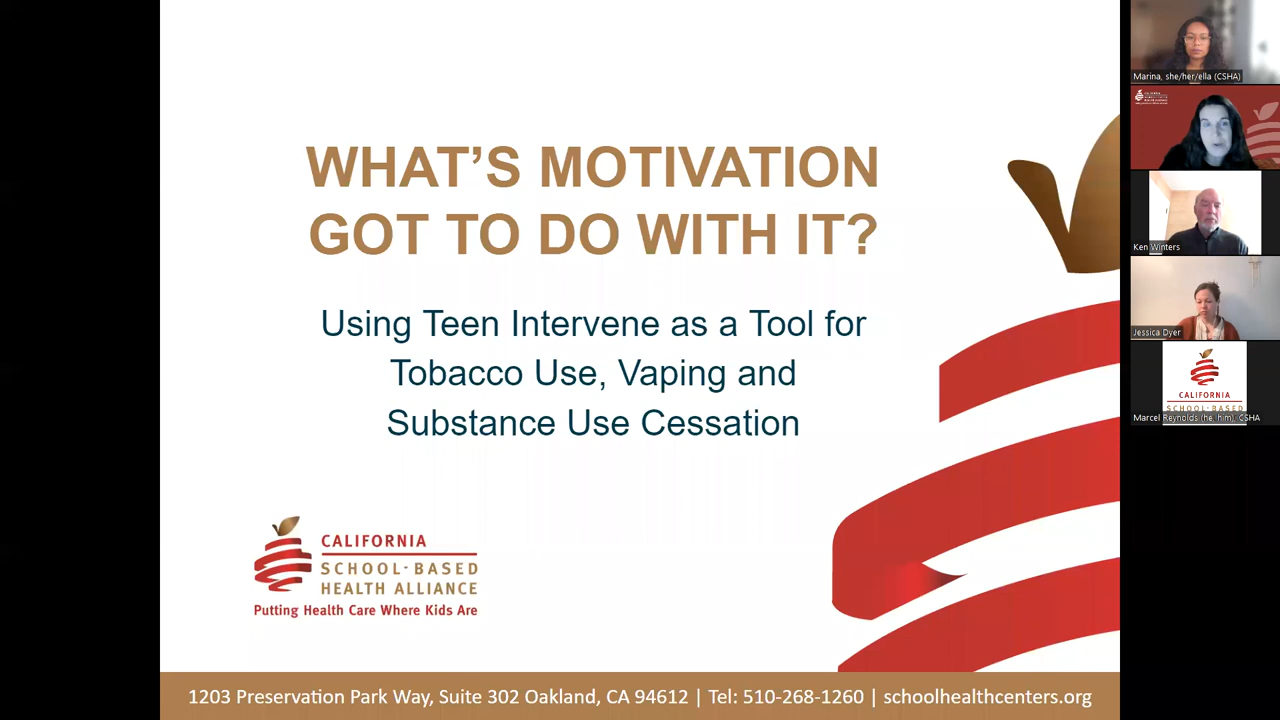 WHAT'S MOTIVATION
GOT TO DO WITH IT?
Using Teen Intervene as a Tool for
Tobacco Use, Vaping and
Substance Use Cessation
CALIFORNIA
SCHOOL-BASED
HEALTH ALLIANCE
Putting Health Care Where Kids Are
1203 Preservation Park Way, Suite 302 Oakland, CA 94612 | Tel: 510-268-1260 | schoolhealthcenters.org
Marina, she/her/ella (CSHA)
Ken Winters
Jessica Dyer
CALIFORNIA
SCHOOL-BASED
Marcel Reynolds (he, him), CSHA